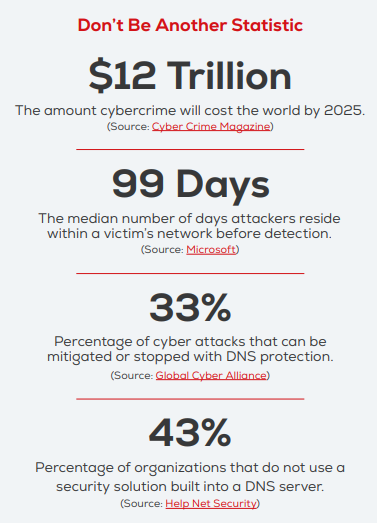 Don't Be Another Statistic
$12 Trillion
The amount cybercrime will cost the world by 2025.
(Source: Cyber Crime Magazine)
99 Days
The median number of days attackers reside
within a victim's network before detection.
(Source: Microsoft)
33%
Percentage of cyber attacks that can be
mitigated or stopped with DNS protection.
(Source: Global Cyber Alliance)
43%
Percentage of organizations that do not use a
security solution built into a DNS server.
(Source: Help Net Security)